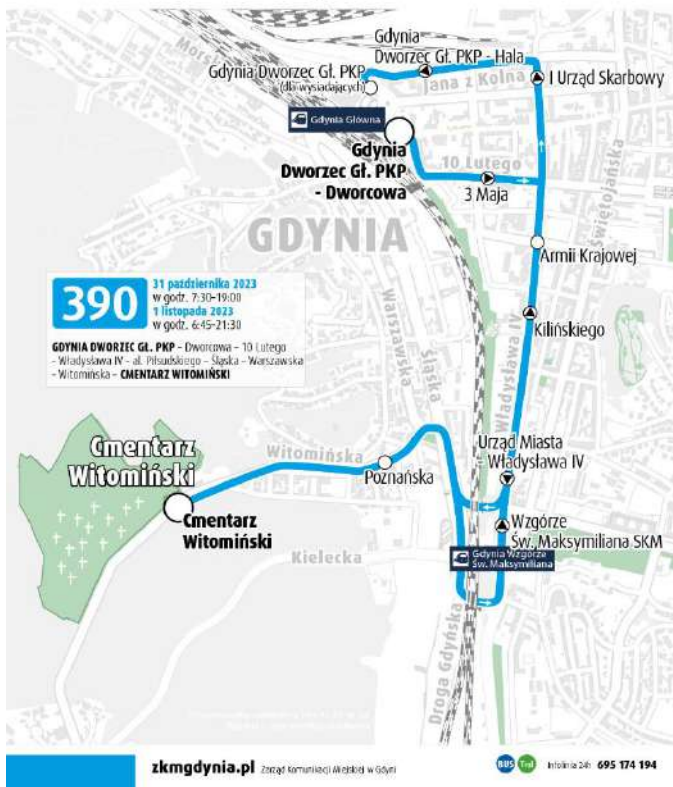 Gdynia
Dworzec Gł. PKP - Hala
Morska
Gdynia Dworzec Gł. PKP
(dla wysiadających)
Jana z Kolna
I Urząd Skarbowy
Gdynia Główna
Gdynia
Dworzec Gł. PKP
- Dworcowa
10 Lutego
3 Maja
Świętojańska
GDYNIA
Armii Krajowej
390
31 października 2023
w godz. 7:30-19:00
1 listopada 2023
w godz. 6:45-21:30
GDYNIA DWORZEC GŁ. PKP - Dworcowa - 10 Lutego
- Władysława IV - al. Piłsudskiego - Śląska - Warszawska
- Witomińska - CMENTARZ WITOMIŃSKI
Warszawska
Śląska
Władysława IV
Kilińskiego
Cmentarz
Witomiński
Witomińska
Poznańska
Urząd Miasta
- Władysława IV
Cmentarz
Witomiński
Wzgórze
Św. Maksymiliana SKM
Kielecka
Gdynia Wzgórze
Św. Maksymiliana
Droga Gdyńska
zkmgdynia.pl Zarząd Komunikacji Miejskiej w Gdyni
BUS Trol Infolinia 24h 695 174 194